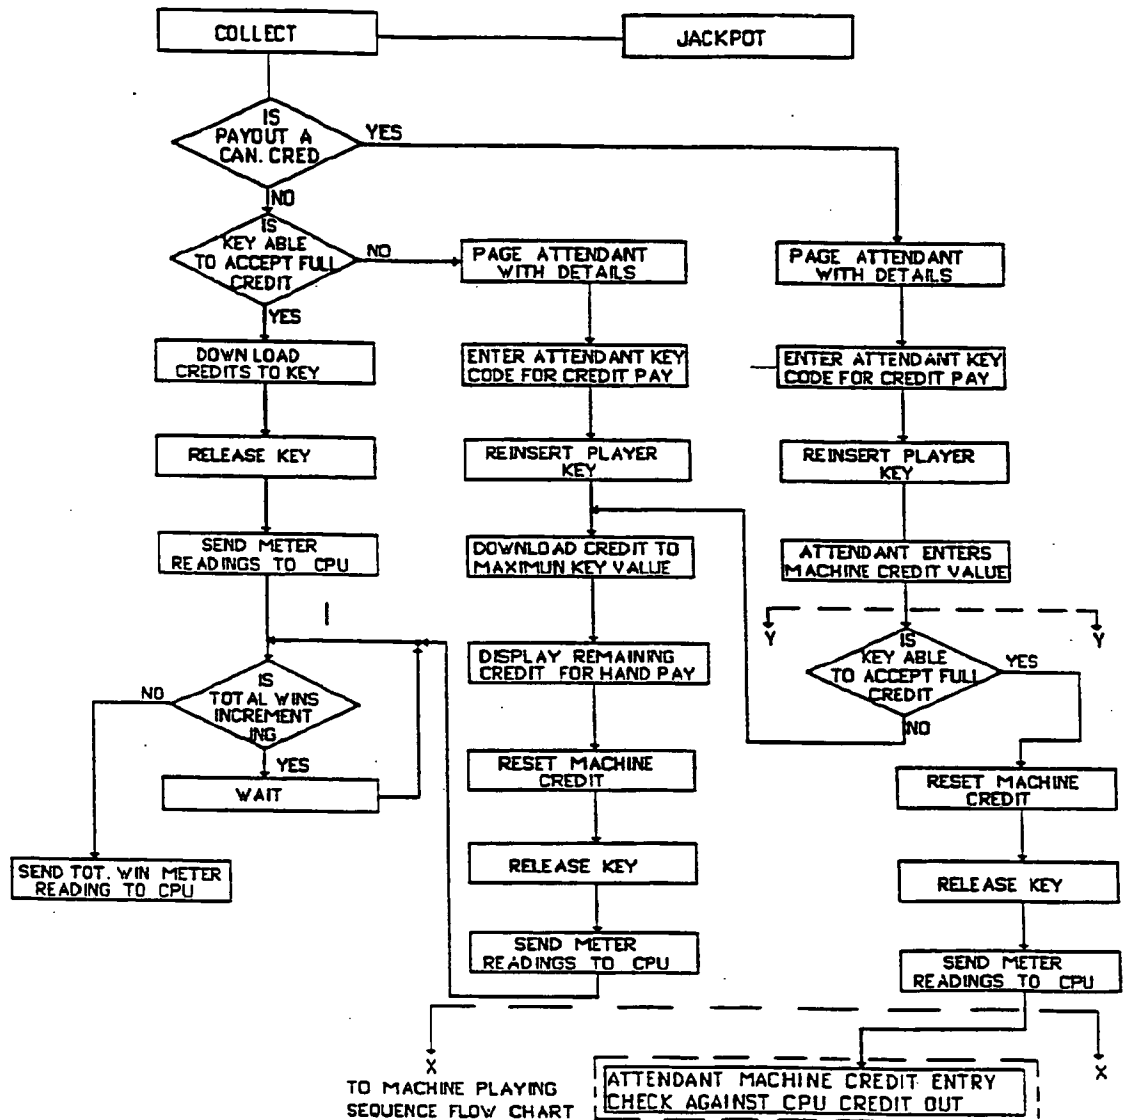 COLLECT
JACKPOT
IS
PAYOUT A
CAN. CRED
YES
NO
IS
KEY ABLE
TO ACCEPT FULL
CREDIT
NO
YES
PAGE ATTENDANT
WITH DETAILS
PAGE ATTENDANT
WITH DETAILS
DOWN LOAD
CREDITS TO KEY
ENTER ATTENDANT KEY
CODE FOR CREDIT PAY
ENTER ATTENDANT KEY
CODE FOR CREDIT PAY
RELEASE KEY
REINSERT PLAYER
KEY
REINSERT PLAYER
KEY
SEND METER
READINGS TO CPU
DOWNLOAD CREDIT TO
MAXIMUN KEY VALUE
ATTENDANT ENTERS
MACHINE CREDIT VALUE
Y
Y
IS
KEY ABLE
TO ACCEPT FULL
CREDIT
YES
NO
DISPLAY REMAINING
CREDIT FOR HAND PAY
IS
TOTAL WINS
INCREMENT
ING
NO
YES
WAIT
RESET MACHINE
CREDIT
RESET MACHINE
CREDIT
SEND TOT. WIN METER
READING TO CPU
RELEASE KEY
RELEASE KEY
SEND METER
READINGS TO CPU
SEND METER
READINGS TO CPU
X
X
TO MACHINE PLAYING
SEQUENCE FLOW CHART
ATTENDANT MACHINE CREDIT ENTRY
CHECK AGAINST CPU CREDIT OUT